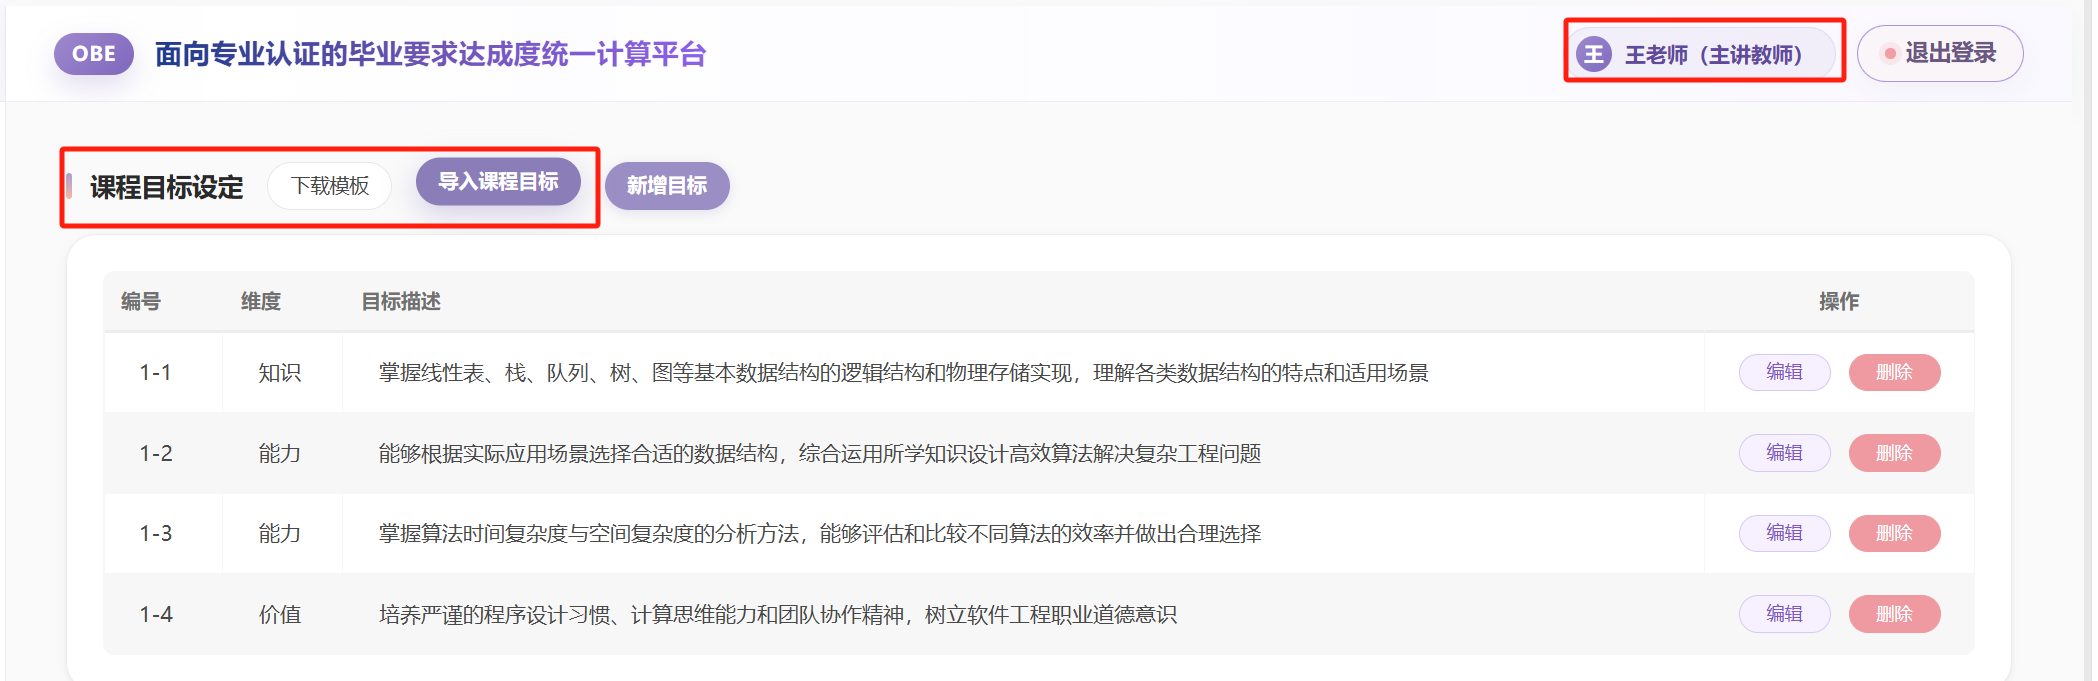 OBE 面向专业认证的毕业要求达成度统一计算平台 王 王老师（主讲教师） 退出登录
课程目标设定 下载模板 导入课程目标 新增目标
编号 维度 目标描述 操作
1-1 知识 掌握线性表、栈、队列、树、图等基本数据结构的逻辑结构和物理存储实现，理解各类数据结构的特点和适用场景 编辑 删除
1-2 能力 能够根据实际应用场景选择合适的数据结构，综合运用所学知识设计高效算法解决复杂工程问题 编辑 删除
1-3 能力 掌握算法时间复杂度与空间复杂度的分析方法，能够评估和比较不同算法的效率并做出合理选择 编辑 删除
1-4 价值 培养严谨的程序设计习惯、计算思维能力和团队协作精神，树立软件工程职业道德意识 编辑 删除